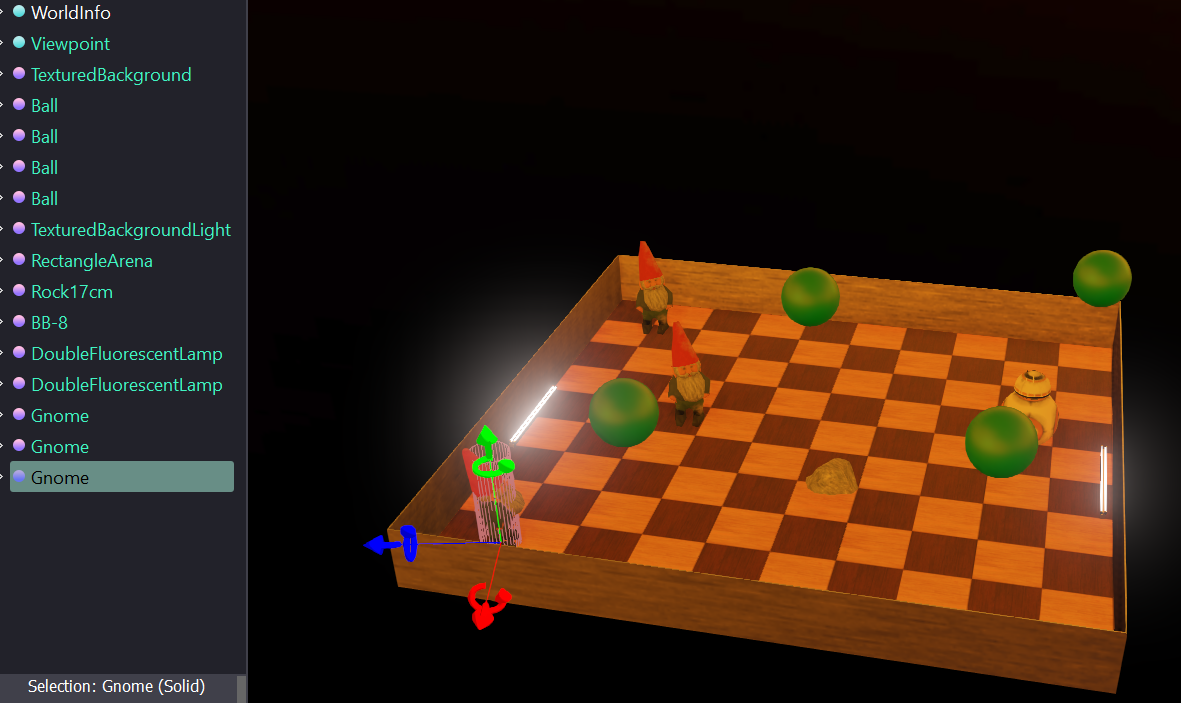 WorldInfo
Viewpoint
TexturedBackground
Ball
Ball
Ball
Ball
TexturedBackgroundLight
RectangleArena
Rock17cm
BB-8
DoubleFluorescentLamp
DoubleFluorescentLamp
Gnome
Gnome
Gnome
Selection: Gnome (Solid)